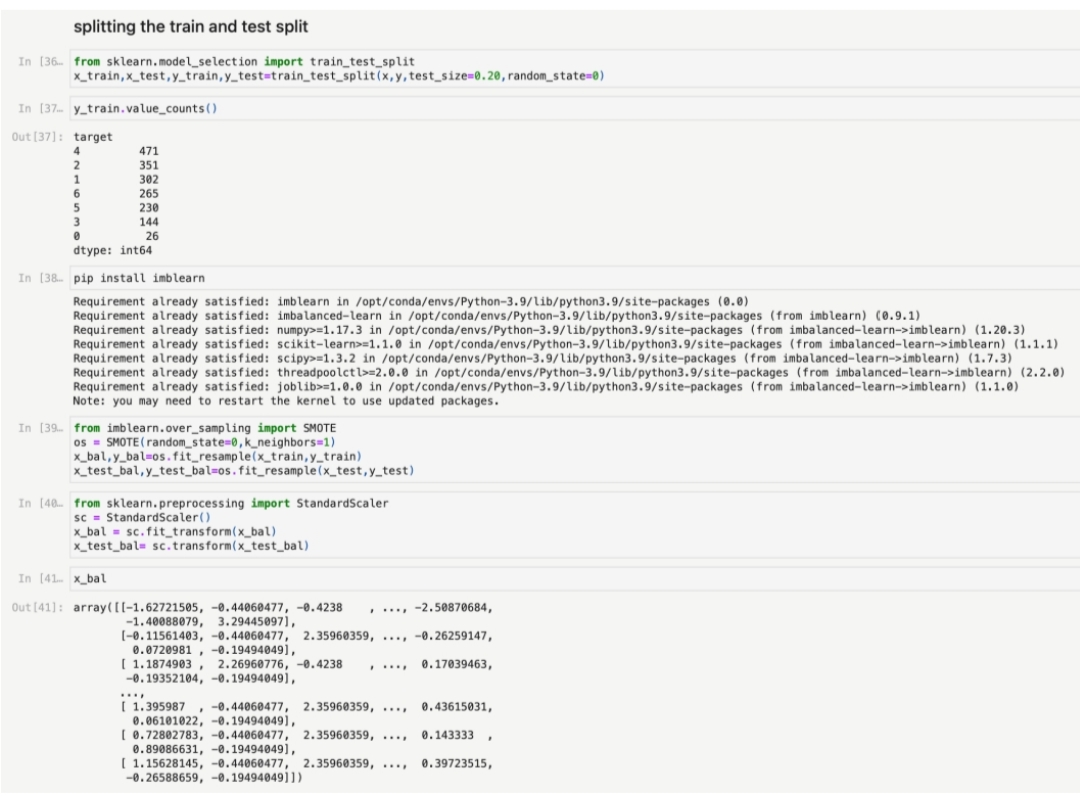 splitting the train and test split
In [36… from sklearn.model_selection import train_test_split
x_train,x_test,y_train,y_test=train_test_split(x,y,test_size=0.20,random_state=0)
In [37… y_train.value_counts()
Out[37]: target
4 471
2 351
1 302
6 265
5 230
3 144
0 26
dtype: int64
In [38… pip install imblearn
Requirement already satisfied: imblearn in /opt/conda/envs/Python-3.9/lib/python3.9/site-packages (0.0)
Requirement already satisfied: imbalanced-learn in /opt/conda/envs/Python-3.9/lib/python3.9/site-packages (from imblearn) (0.9.1)
Requirement already satisfied: numpy>=1.17.3 in /opt/conda/envs/Python-3.9/lib/python3.9/site-packages (from imbalanced-learn->imblearn) (1.20.3)
Requirement already satisfied: scikit-learn>=1.1.0 in /opt/conda/envs/Python-3.9/lib/python3.9/site-packages (from imbalanced-learn->imblearn) (1.1.1)
Requirement already satisfied: scipy>=1.3.2 in /opt/conda/envs/Python-3.9/lib/python3.9/site-packages (from imbalanced-learn->imblearn) (1.7.3)
Requirement already satisfied: threadpoolctl>=2.0.0 in /opt/conda/envs/Python-3.9/lib/python3.9/site-packages (from imbalanced-learn->imblearn) (2.2.0)
Requirement already satisfied: joblib>=1.0.0 in /opt/conda/envs/Python-3.9/lib/python3.9/site-packages (from imbalanced-learn->imblearn) (1.1.0)
Note: you may need to restart the kernel to use updated packages.
In [39… from imblearn.over_sampling import SMOTE
os = SMOTE(random_state=0,k_neighbors=1)
x_bal,y_bal=os.fit_resample(x_train,y_train)
x_test_bal,y_test_bal=os.fit_resample(x_test,y_test)
In [40… from sklearn.preprocessing import StandardScaler
sc = StandardScaler()
x_bal = sc.fit_transform(x_bal)
x_test_bal= sc.transform(x_test_bal)
In [41… x_bal
Out[41]: array([[-1.62721505, -0.44060477, -0.4238    , ..., -2.50870684,
-1.40088079,  3.29445097],
[-0.11561403, -0.44060477,  2.35960359, ..., -0.26259147,
0.0720981 , -0.19494049],
[ 1.1874903 ,  2.26960776, -0.4238    , ...,  0.17039463,
-0.19352104, -0.19494049],
...,
[ 1.395987  , -0.44060477,  2.35960359, ...,  0.43615031,
0.06101022, -0.19494049],
[ 0.72802783, -0.44060477,  2.35960359, ...,  0.143333  ,
0.89086631, -0.19494049],
[ 1.15628145, -0.44060477,  2.35960359, ...,  0.39723515,
-0.26588659, -0.19494049]])